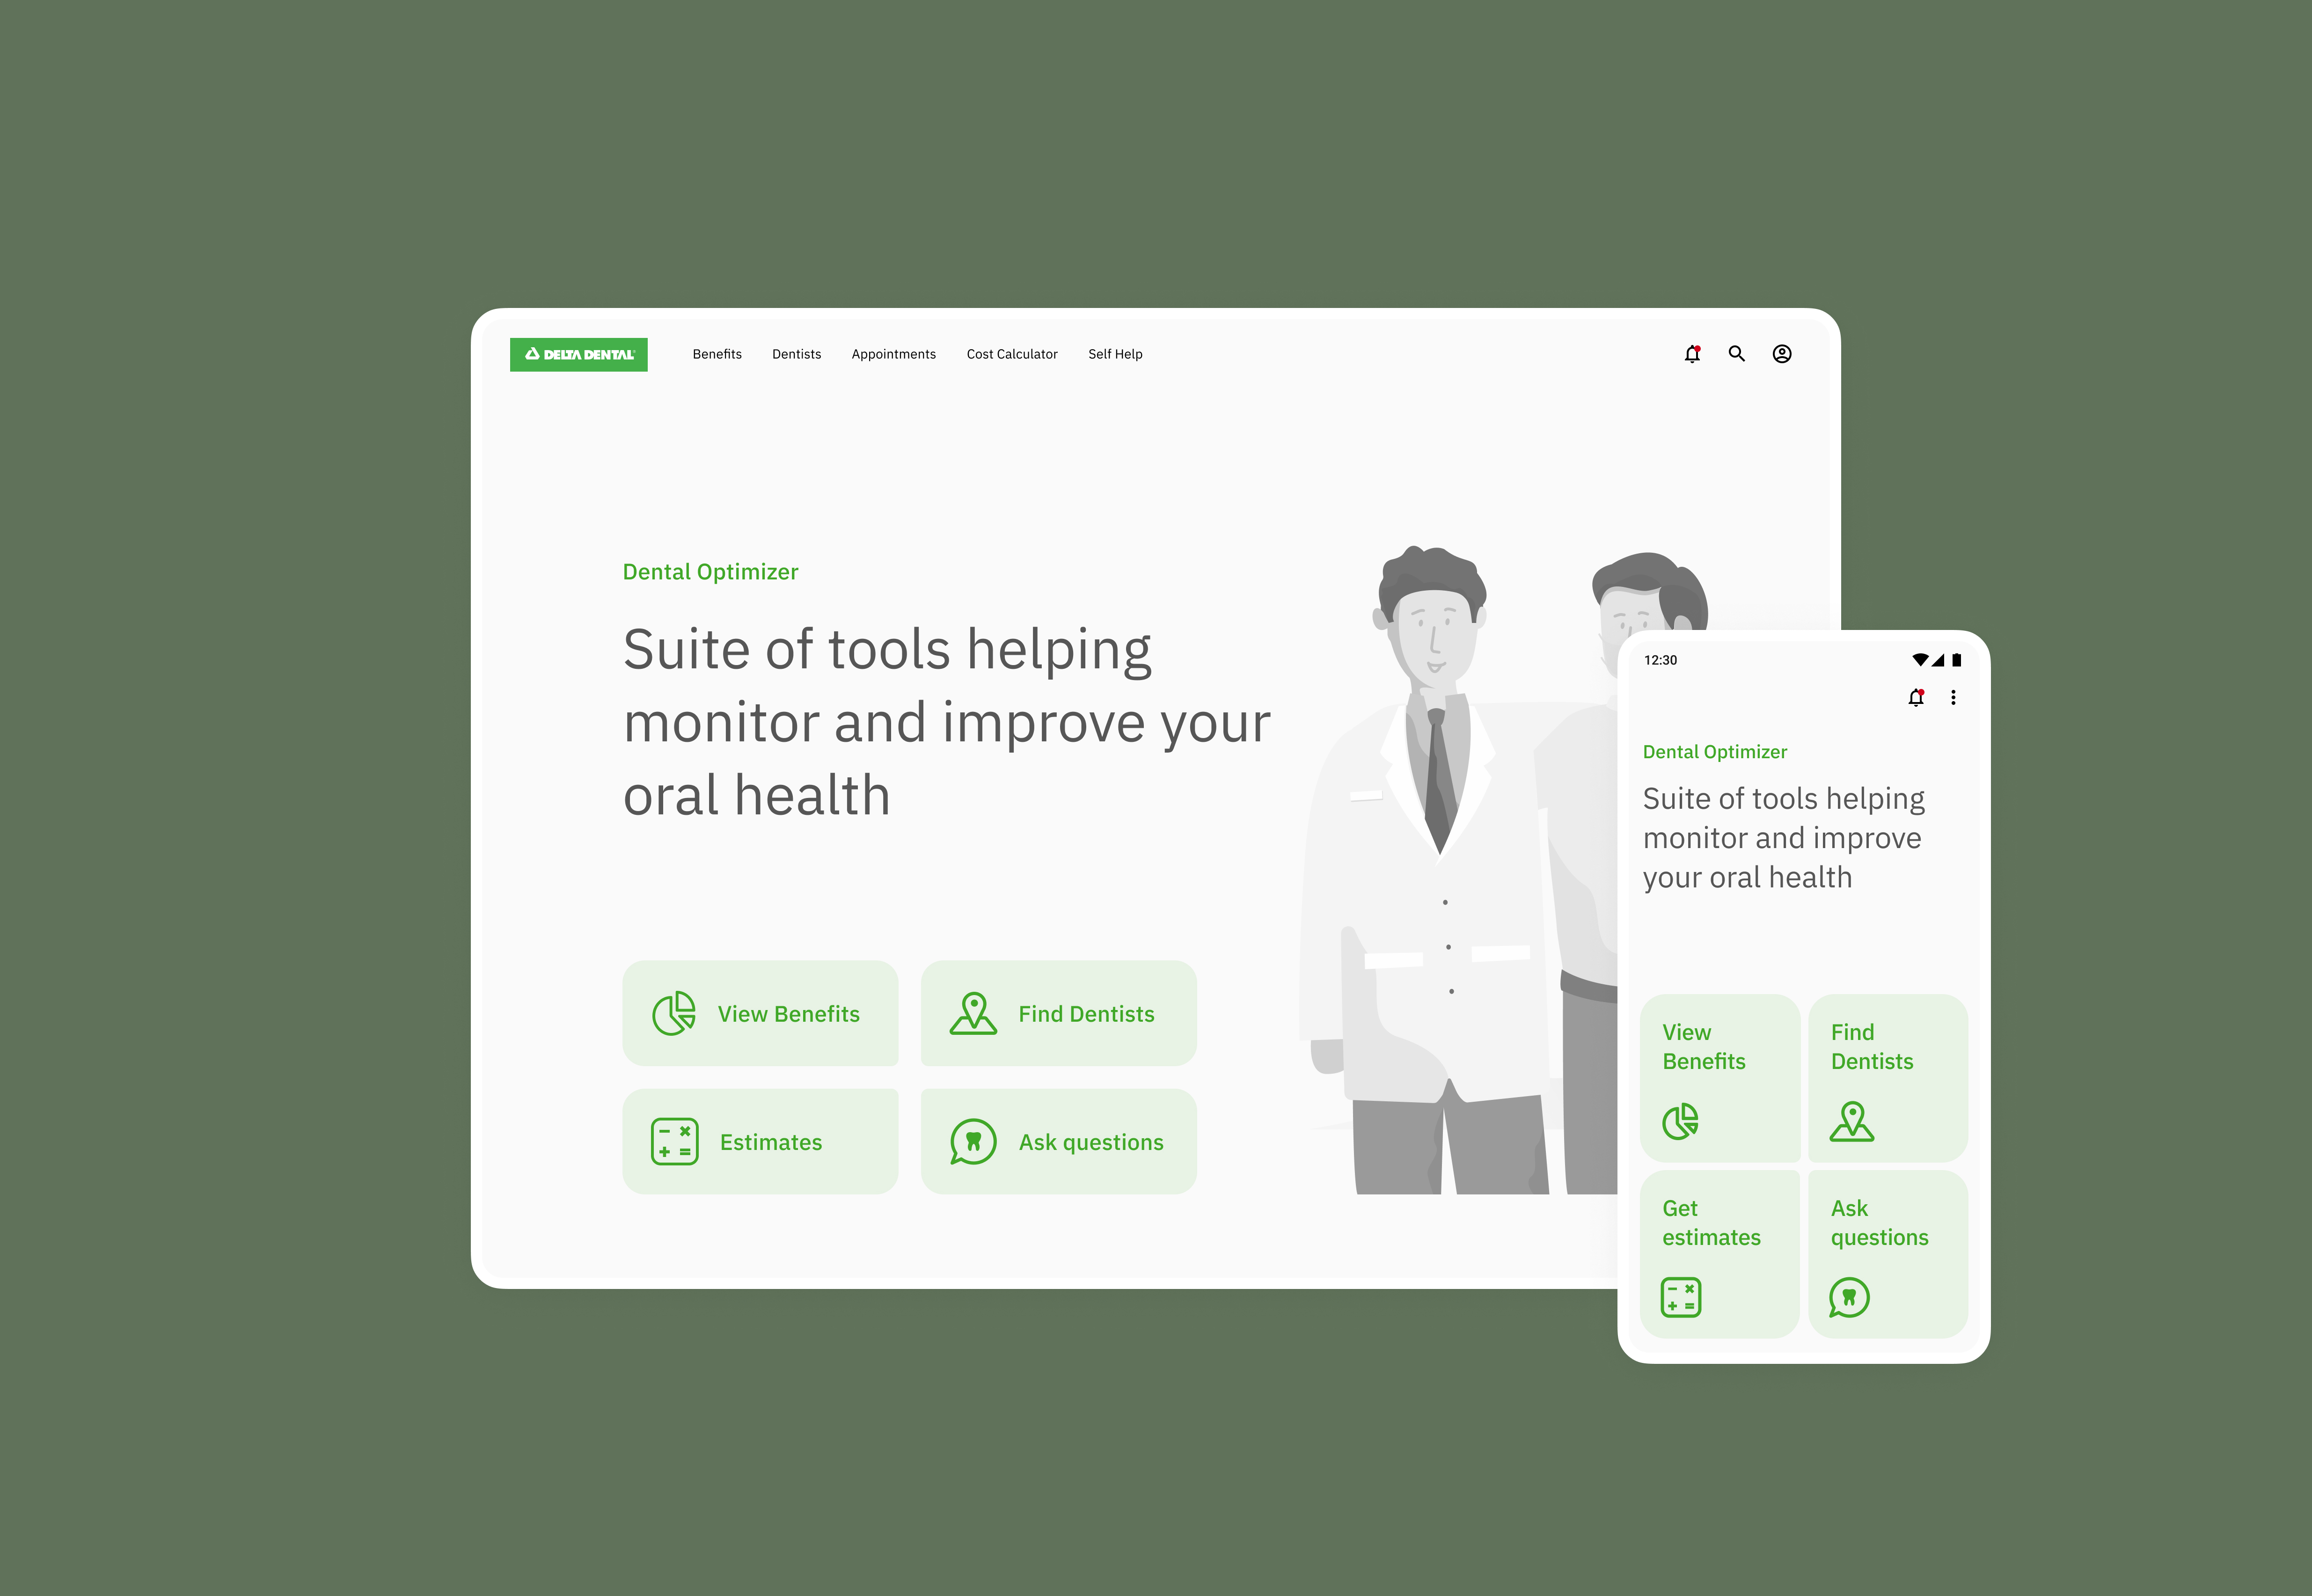 DELTA DENTAL
Benefits
Dentists
Appointments
Cost Calculator
Self Help
Dental Optimizer
Suite of tools helping
monitor and improve your
oral health
View Benefits
Find Dentists
Estimates
Ask questions
12:30
Dental Optimizer
Suite of tools helping
monitor and improve
your oral health
View
Benefits
Find
Dentists
Get
estimates
Ask
questions